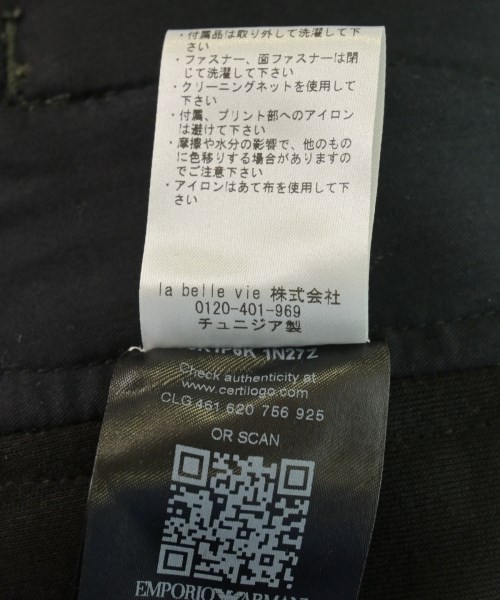 ・付属品は取り外して洗濯して下
さい
・ファスナー、面ファスナーは閉
じて洗濯して下さい
・クリーニングネットを使用して
下さい
・付属、プリント部へのアイロン
は避けて下さい
・摩擦や水分の影響で、他のもの
に色移りする場合がありますの
でご注意下さい
・アイロンはあて布を使用して下
さい
la belle vie 株式会社
0120-401-969
チュニジア製
1N27Z
Check authenticity at
www.certilogo.com
CLG 461 620 756 925
OR SCAN
EMPORIO ARMANI